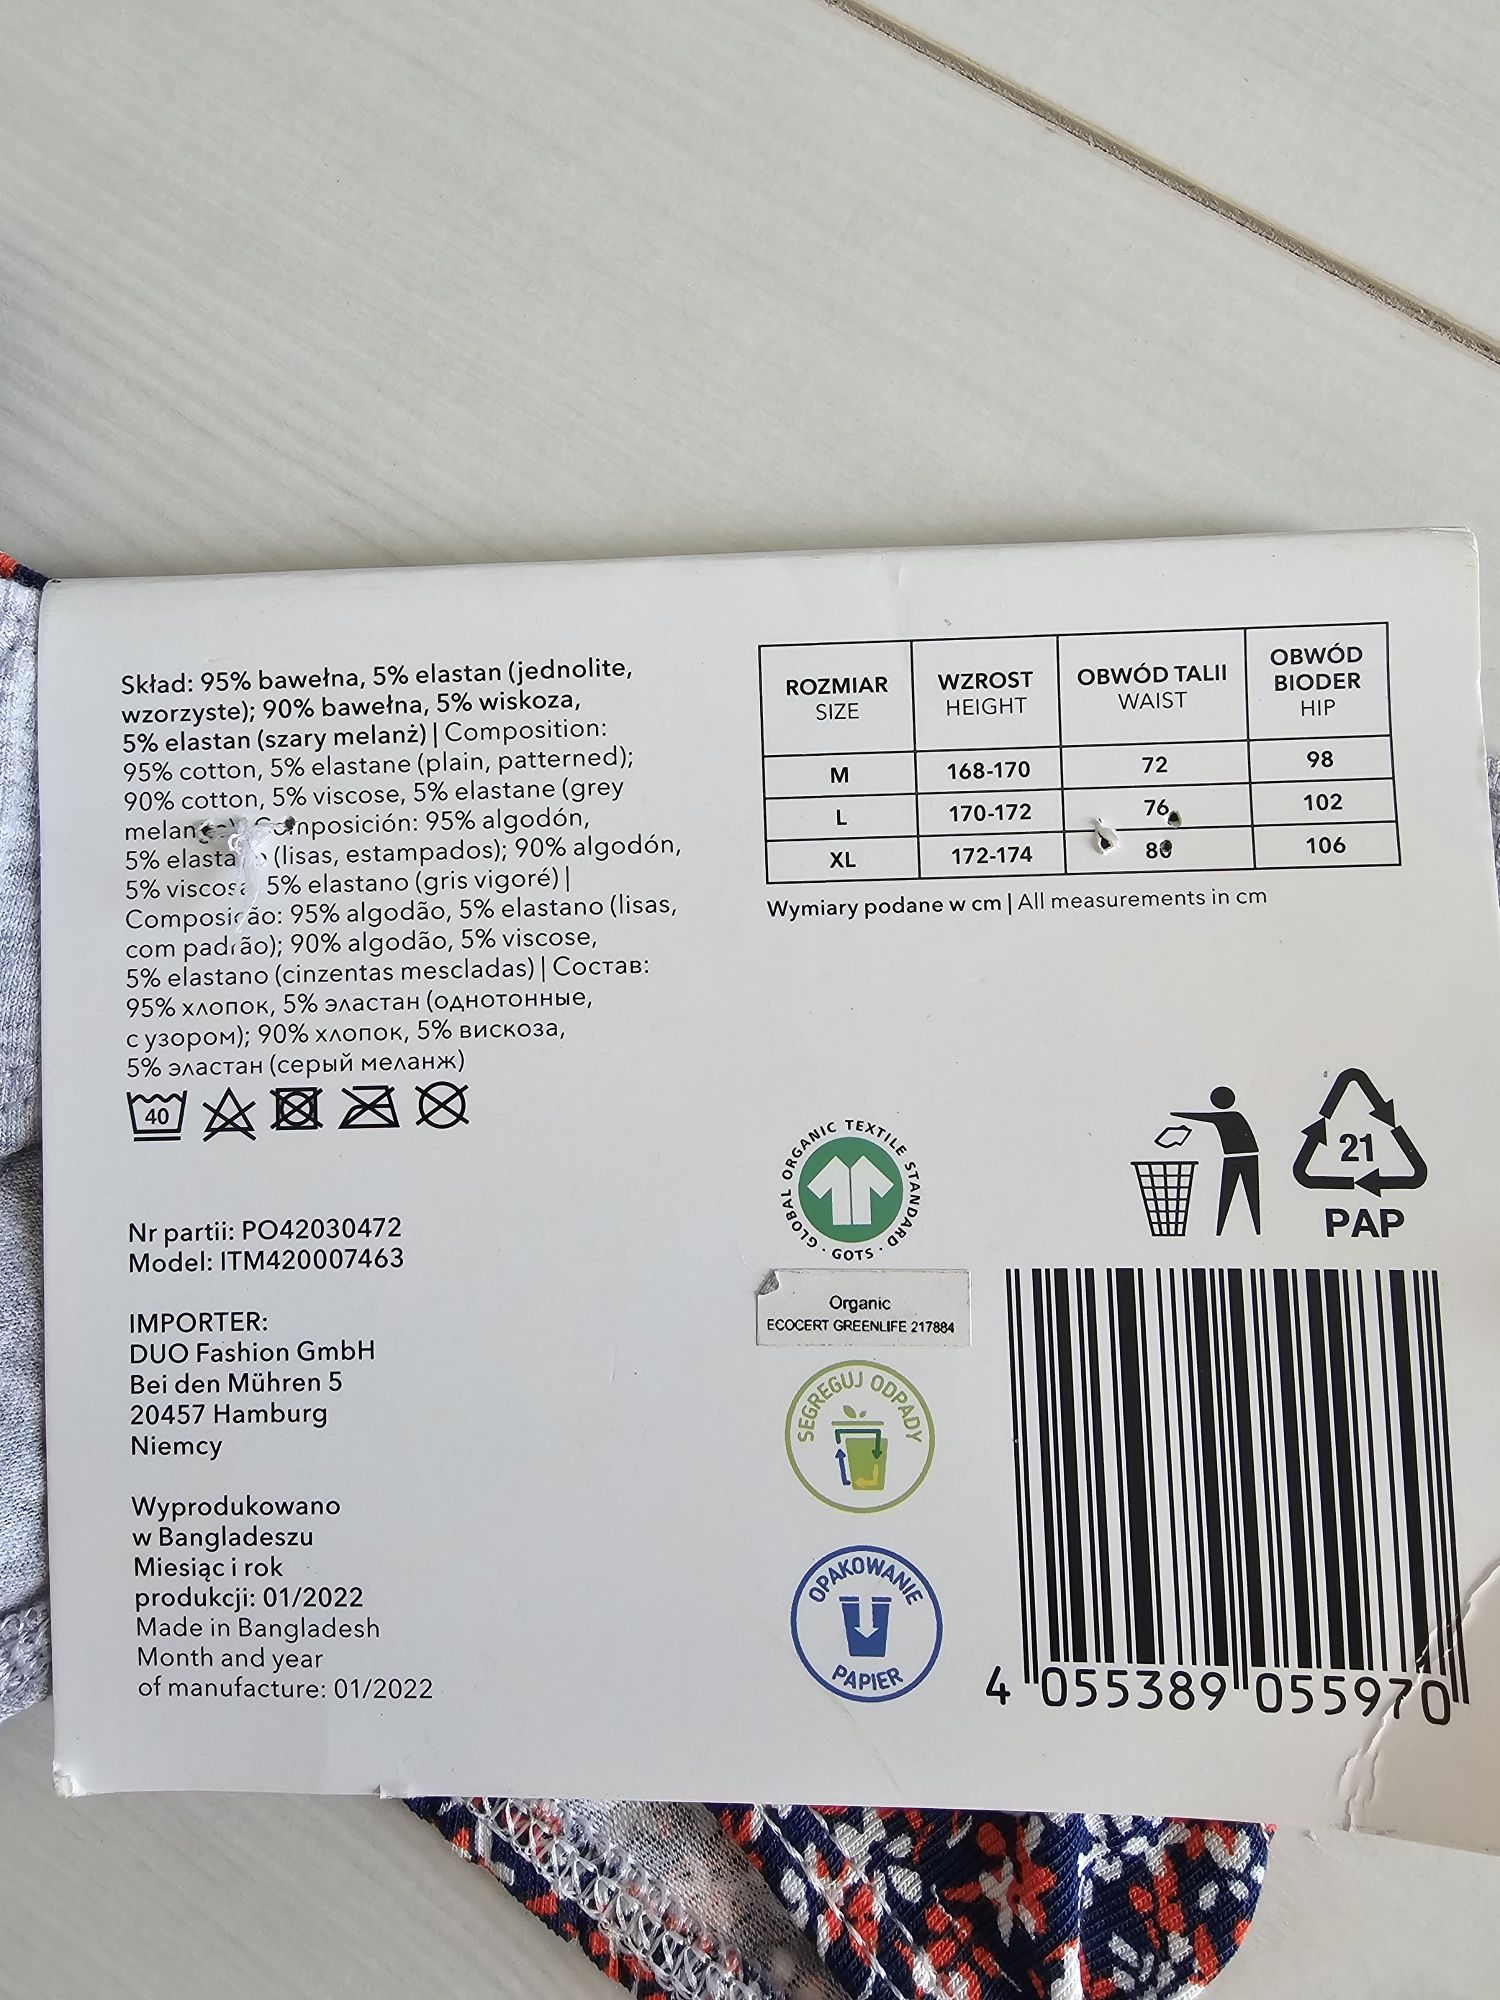 Skład: 95% bawełna, 5% elastan (jednolite,
wzorzyste); 90% bawełna, 5% wiskoza,
5% elastan (szary melanż) | Composition:
95% cotton, 5% elastane (plain, patterned);
90% cotton, 5% viscose, 5% elastane (grey
Composición: 95% algodón,
(lisas, estampados); 90% algodón,
5% viscosa, 5% elastano (gris vigoré) |
Composição: 95% algodão, 5% elastano (lisas,
com padrão); 90% algodão, 5% viscose,
5% elastano (cinzentas mescladas) | Состав:
95% хлопок, 5% эластан (однотонные,
с узором); 90% хлопок, 5% вискоза,
5% эластан (серый меланж)
40
Nr partii: PO42030472
Model: ITM420007463
IMPORTER:
DUO Fashion GmbH
Bei den Mühren 5
20457 Hamburg
Niemcy
Wyprodukowano
w Bangladeszu
Miesiąc i rok
produkcji: 01/2022
Made in Bangladesh
Month and year
of manufacture: 01/2022
ROZMIAR SIZE WZROST HEIGHT OBWÓD TALII WAIST OBWÓD BIODER HIP
M 168-170 72 98
L 170-172 76 102
XL 172-174 80 106
Wymiary podane w cm | All measurements in cm
GLOBAL ORGANIC TEXTILE STANDARD · GOTS ·
Organic
ECOCERT GREENLIFE 217884
SEGREGUJ ODPADY
OPAKOWANIE
PAPIER
21
PAP
4 055389 055970